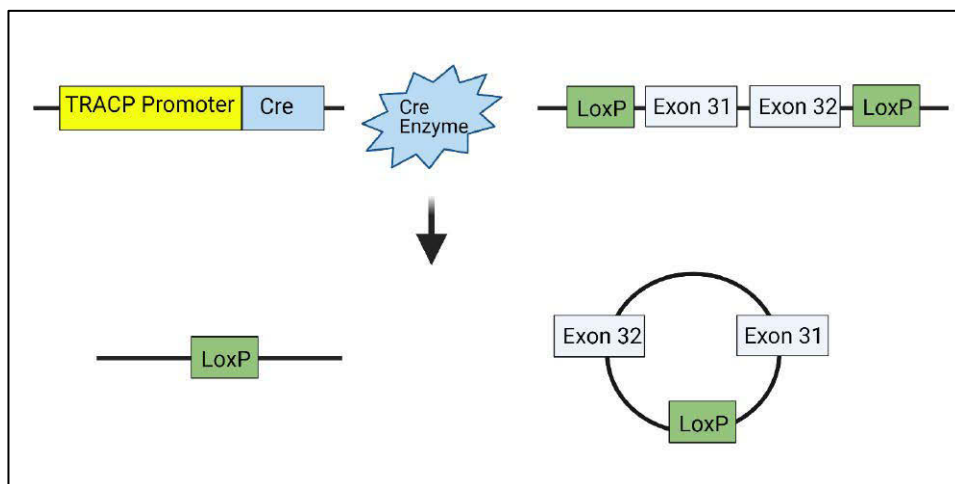 TRACP Promoter
Cre
Cre
Enzyme
LoxP
Exon 31
Exon 32
LoxP
LoxP
Exon 32
Exon 31
LoxP